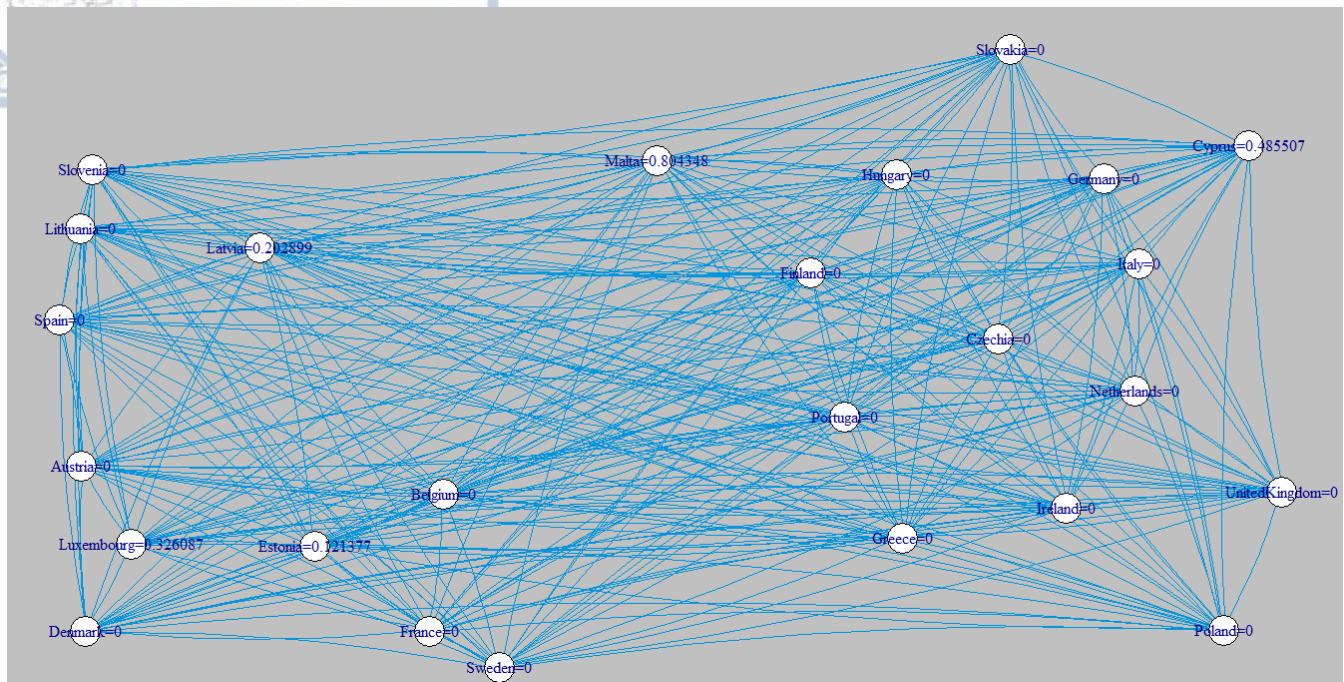 Slovakia=0
Cyprus=0.485507
Malta=0.804348
Slovenia=0
Hungary=0
Germany=0
Lithuania=0
Latvia=0.202899
Finland=0
Italy=0
Spain=0
Czechia=0
Netherlands=0
Portugal=0
Austria=0
Belgium=0
UnitedKingdom=0
Ireland=0
Greece=0
Luxembourg=0.326087
Estonia=0.121377
Denmark=0
France=0
Poland=0
Sweden=0